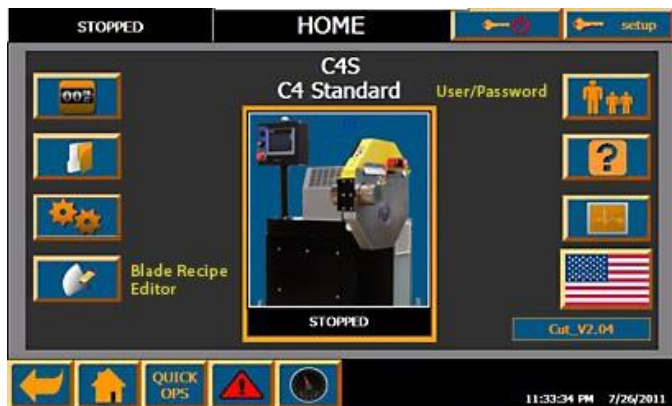 STOPPED
HOME
setup
C4S
C4 Standard
User/Password
002
?
Blade Recipe
Editor
STOPPED
Cut_V2.04
QUICK
OPS
11:33:34 PM 7/26/2011